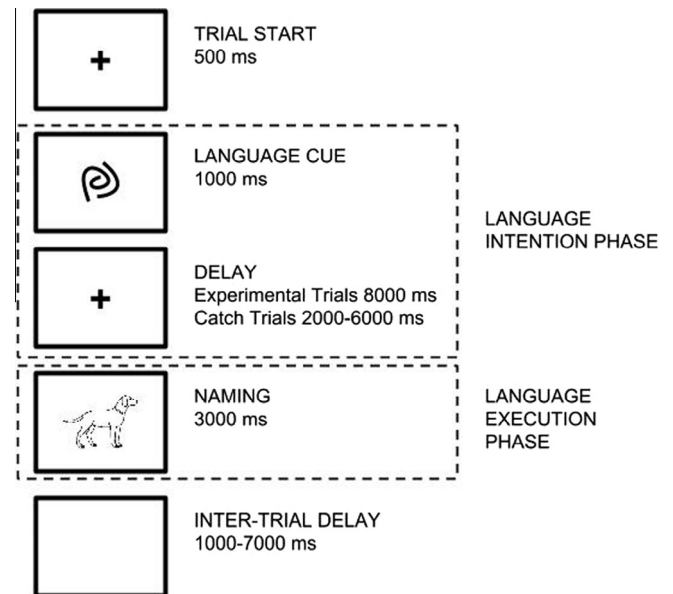 TRIAL START
500 ms
LANGUAGE CUE
1000 ms
LANGUAGE
INTENTION PHASE
DELAY
Experimental Trials 8000 ms
Catch Trials 2000-6000 ms
NAMING
3000 ms
LANGUAGE
EXECUTION
PHASE
INTER-TRIAL DELAY
1000-7000 ms